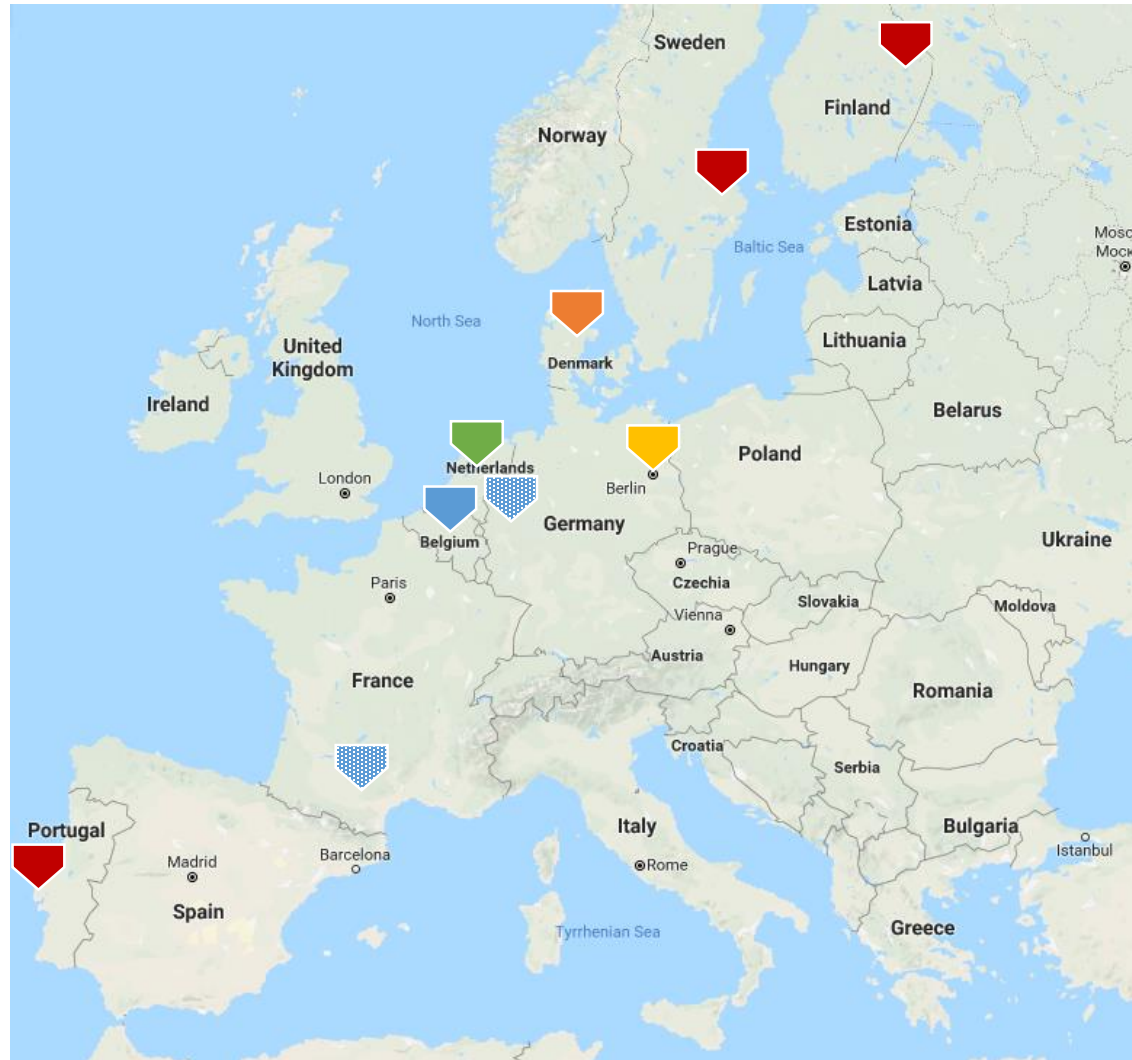 Sweden
Finland
Norway
Estonia
Mosc
Моск
Baltic Sea
Latvia
North Sea
Lithuania
United
Kingdom
Denmark
Ireland
Belarus
Poland
Netherlands
London
Berlin
Germany
Belgium
Ukraine
Prague
Czechia
Paris
Slovakia
Moldova
Vienna
Austria
Hungary
France
Romania
Croatia
Serbia
Portugal
Italy
Bulgaria
Istanbul
Madrid
Barcelona
Rome
Spain
Tyrrhenian Sea
Greece